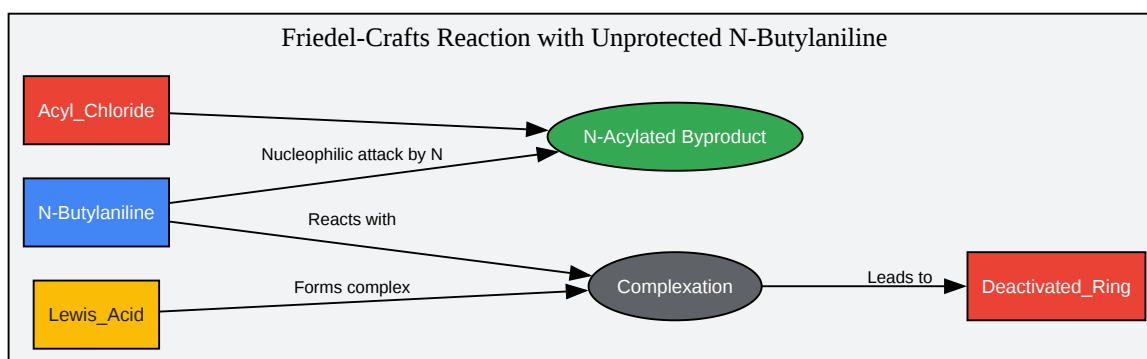 Friedel-Crafts Reaction with Unprotected N-Butylaniline
Acyl_Chloride
N-Acylated Byproduct
Nucleophilic attack by N
N-Butylaniline
Reacts with
Forms complex
Complexation
Leads to
Deactivated_Ring
Lewis_Acid